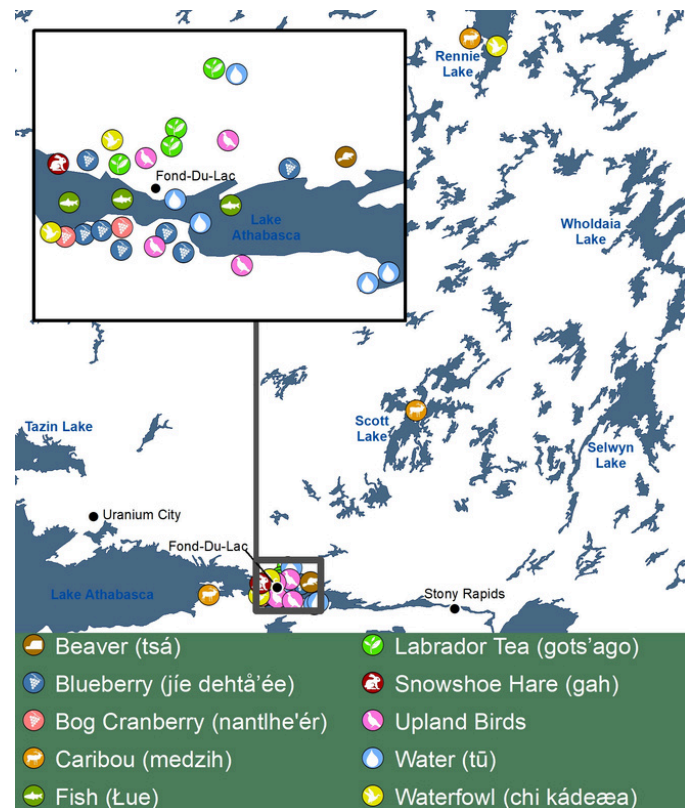 Rennie
Lake
Fond-Du-Lac
Lake
Athabasca
Wholdaia
Lake
Scott
Lake
Tazin Lake
Selwyn
Lake
Uranium City
Fond-Du-Lac
Lake Athabasca
Stony Rapids
Beaver (tsá)
Blueberry (jíe dehtå'ée)
Bog Cranberry (nantlhe'ér)
Caribou (medzih)
Fish (Łue)
Labrador Tea (gots'ago)
Snowshoe Hare (gah)
Upland Birds
Water (tū)
Waterfowl (chi kádeæa)